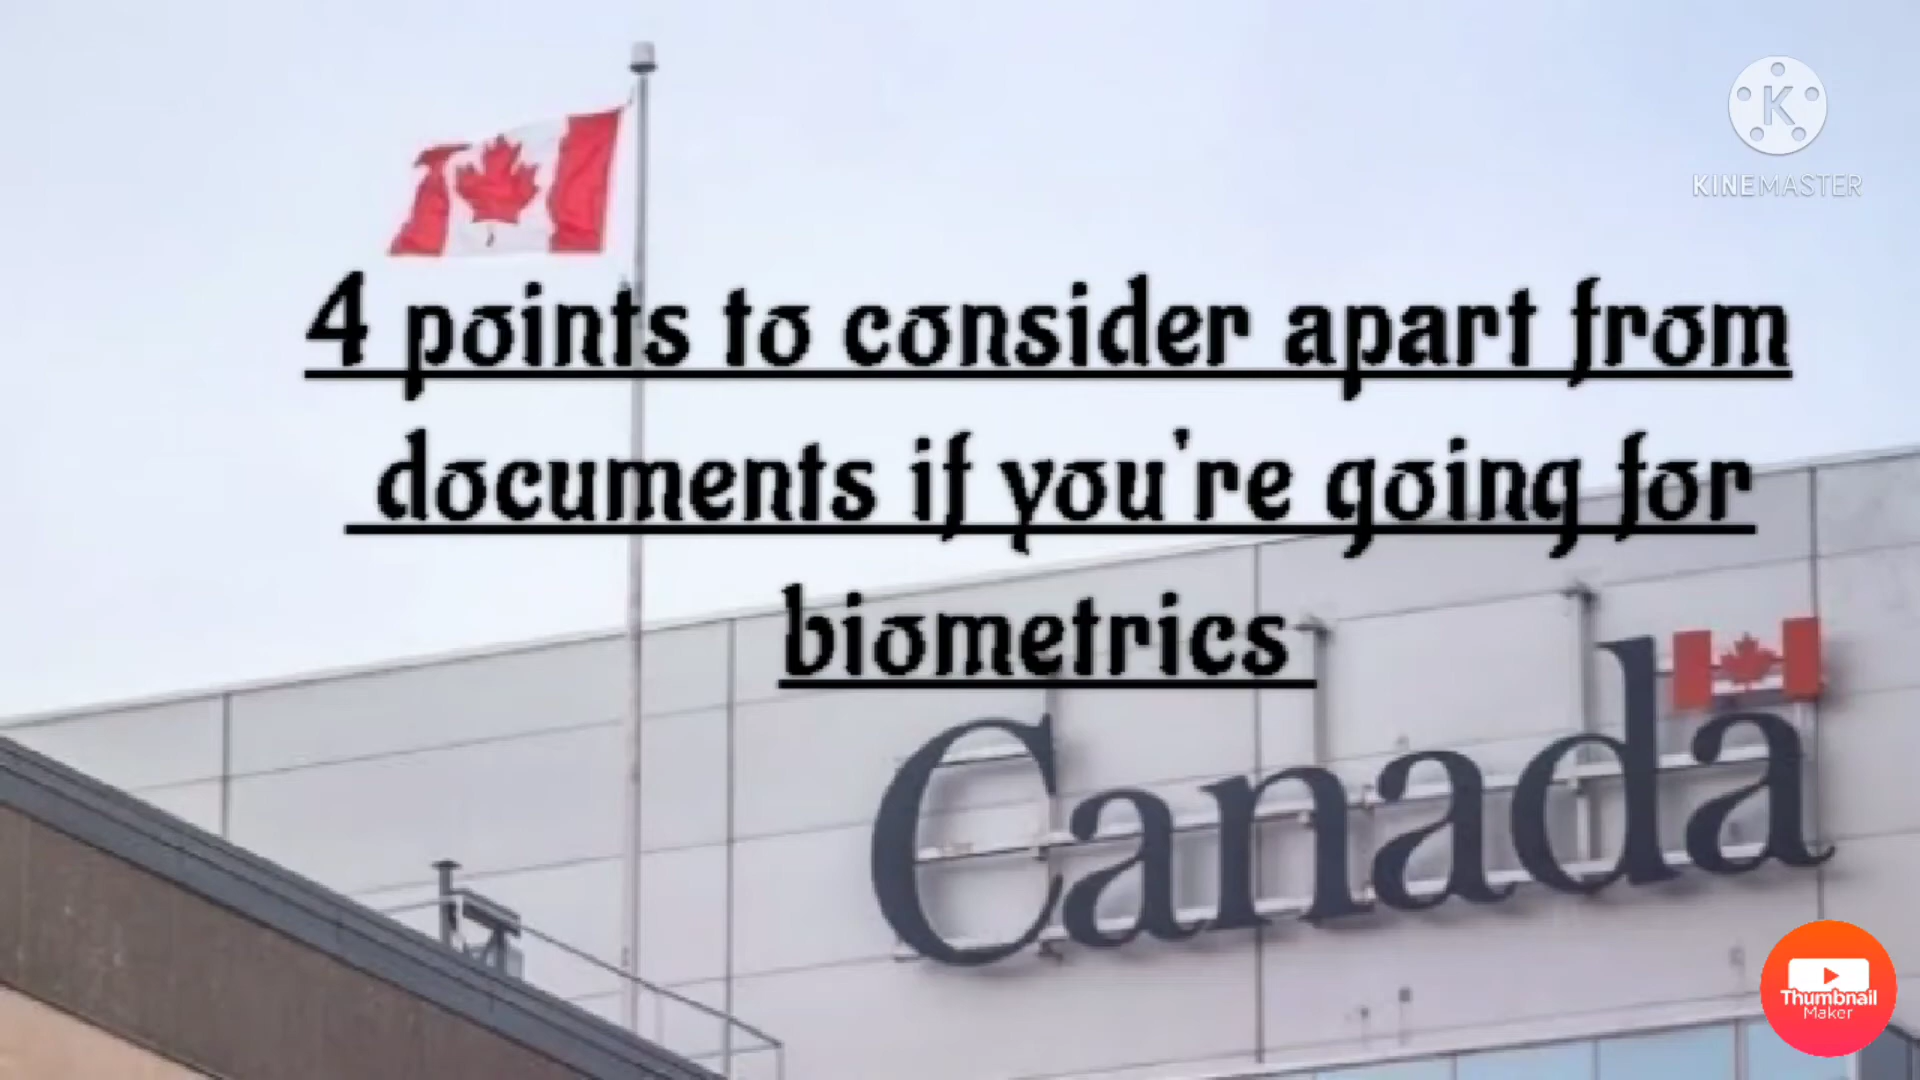 K
KINEMASTER
4 points to consider apart from
documents if you're going for
biometrics
Canada
Thumbnail
Maker